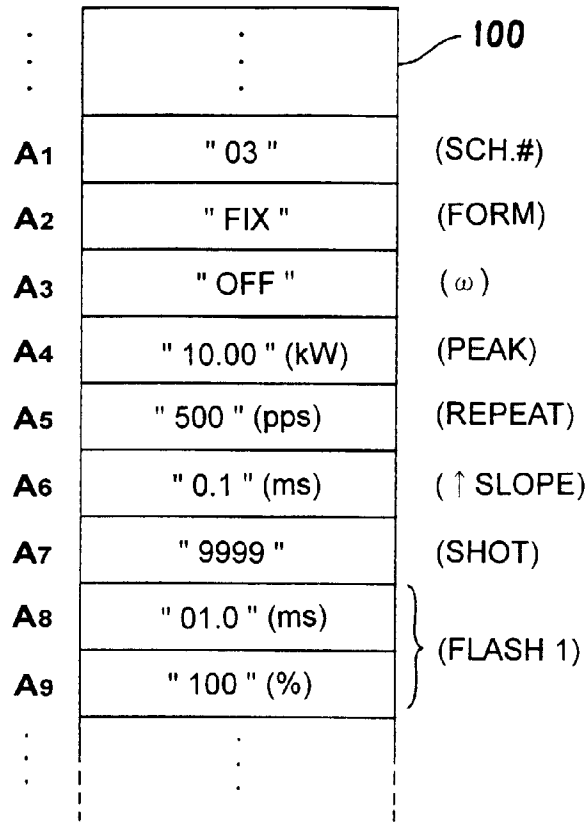 100
A1 " 03 " (SCH.#)
A2 " FIX " (FORM)
A3 " OFF " ( ω )
A4 " 10.00 " (kW) (PEAK)
A5 " 500 " (pps) (REPEAT)
A6 " 0.1 " (ms) (↑ SLOPE)
A7 " 9999 " (SHOT)
A8 " 01.0 " (ms)
(FLASH 1)
A9 " 100 " (%)